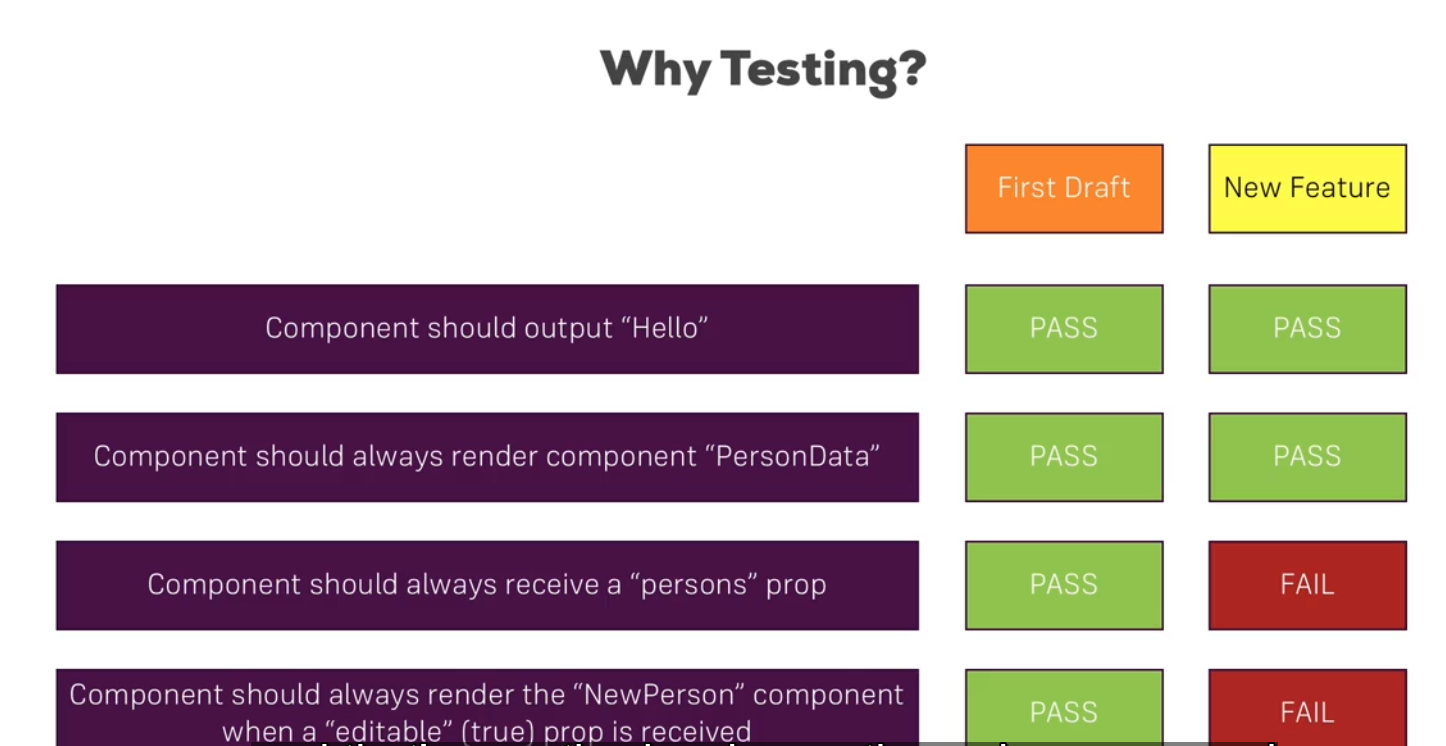 Why Testing?
First Draft
New Feature
Component should output “Hello”
PASS
PASS
Component should always render component “PersonData”
PASS
PASS
Component should always receive a “persons” prop
PASS
FAIL
Component should always render the “NewPerson” component
when a “editable” (true) prop is received
PASS
FAIL